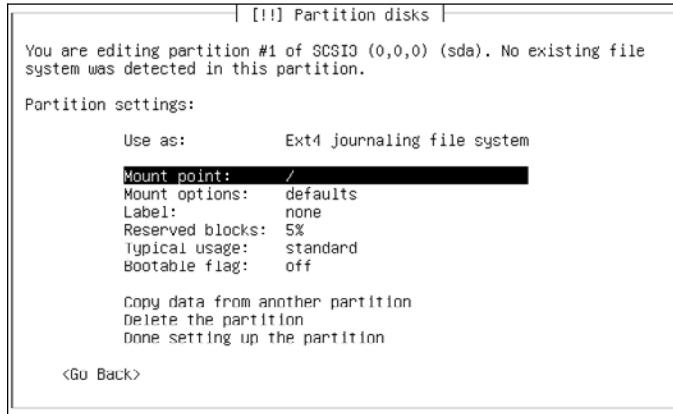 [!!] Partition disks
You are editing partition #1 of SCSI3 (0,0,0) (sda). No existing file
system was detected in this partition.
Partition settings:
Use as: Ext4 journaling file system
Mount point: /
Mount options: defaults
Label: none
Reserved blocks: 5%
Typical usage: standard
Bootable flag: off
Copy data from another partition
Delete the partition
Done setting up the partition
<Go Back>